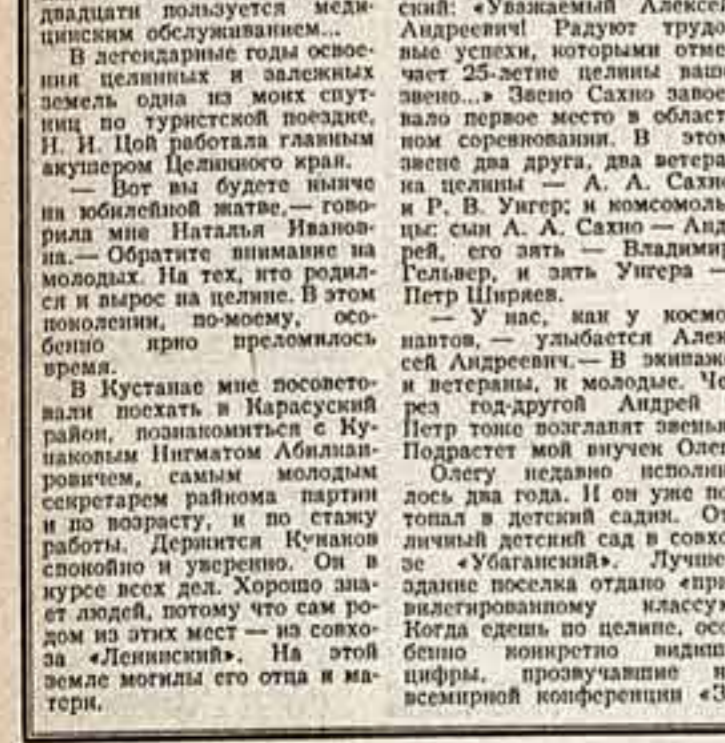 двадцати пользуется меди-
цинским обслуживанием...
В легендарные годы освое-
ния целинных и залежных
земель одна из моих спут-
ниц по туристской поездке,
Н. И. Цой работала главным
акушером Целинного края.
— Вот вы будете нынче
на юбилейной жатве,— гово-
рила мне Наталья Иванов-
на.— Обратите внимание на
молодых. На тех, кто родил-
ся и вырос на целине. В этом
поколении, по-моему, осо-
бенно ярко преломилось
время.
В Кустанае мне посовето-
вали поехать в Карасуский
район, познакомиться с Ку-
наковым Нигматом Абилкаи-
ровичем, самым молодым
секретарем райкома партии
и по возрасту, и по стажу
работы. Держится Кунаков
спокойно и уверенно. Он в
курсе всех дел. Хорошо зна-
ет людей, потому что сам ро-
дом из этих мест — из совхо-
за «Ленинский». На этой
земле могилы его отца и ма-
тери.
ский: «Уважаемый Алексей
Андреевич! Радуют трудо
вые успехи, которыми отме
чает 25-летие целины ваше
звено...» Звено Сахно завое
вало первое место в област
ном соревновании. В этом
звене два друга, два ветера
на целины — А. А. Сахно
и Р. В. Унгер; и комсомоль
цы: сын А. А. Сахно — Анд
рей, его зять — Владимир
Гельвер, и зять Унгера —
Петр Ширяев.
— У нас, как у космо
навтов, — улыбается Алек
сей Андреевич.— В экипаже
и ветераны, и молодые. Че
рез год-другой Андрей
Петр тоже возглавят звенья
Подрастет мой внучек Олег
Олегу недавно исполни
лось два года. И он уже по
топал в детский садик. От
личный детский сад в совхо
зе «Убаганский». Лучшее
здание поселка отдано «при
вилегированному классу»
Когда едешь по целине, осо
бенно конкретно видишь
цифры, прозвучавшие н
всемирной конференции «З